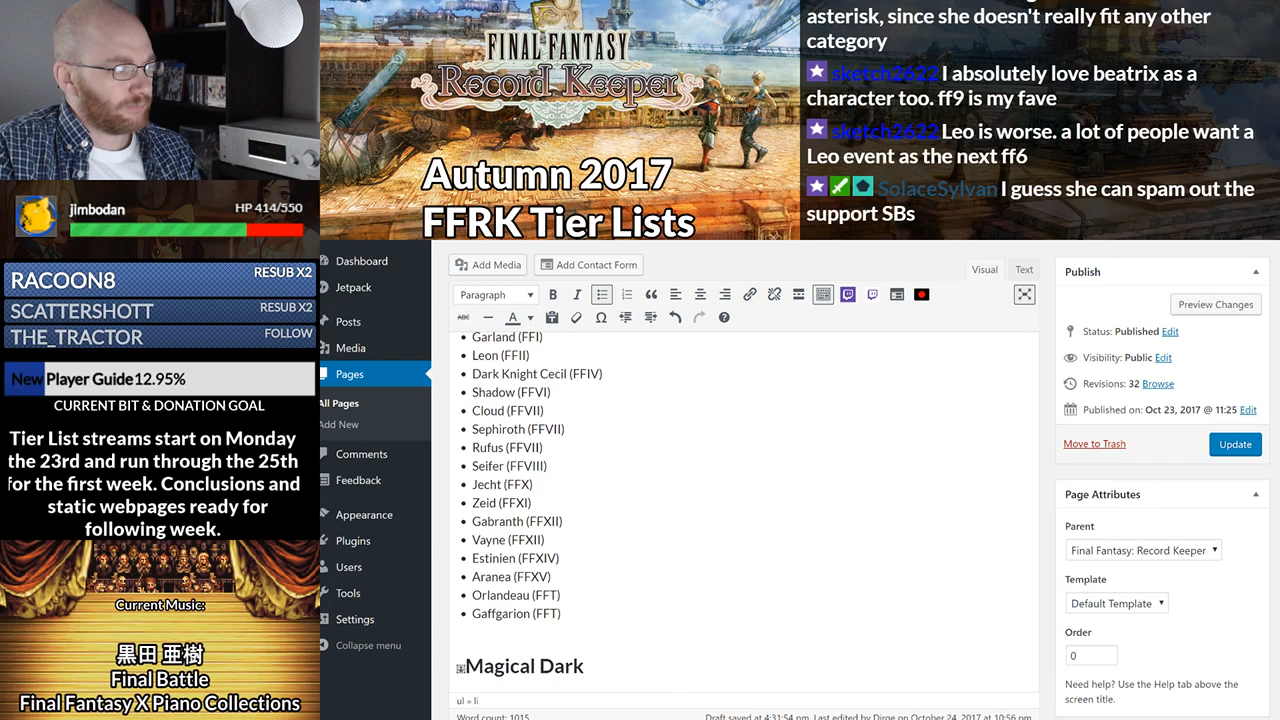 FINAL FANTASY
Record Keeper
Autumn 2017
FFRK Tier Lists
asterisk, since she doesn't really fit any other
category
sketch2622 I absolutely love beatrix as a
character too. ff9 is my fave
sketch2622 Leo is worse. a lot of people want a
Leo event as the next ff6
SolaceSylvan I guess she can spam out the
support SBs
jimbodan HP 414/550
RACOON8 RESUB X2
SCATTERSHOTT RESUB X2
THE_TRACTOR FOLLOW
New Player Guide 12.95%
CURRENT BIT & DONATION GOAL
Tier List streams start on Monday
the 23rd and run through the 25th
for the first week. Conclusions and
static webpages ready for
following week.
Current Music:
黒田 亜樹
Final Battle
Final Fantasy X Piano Collections
Dashboard
Jetpack
Posts
Media
Pages
All Pages
Add New
Comments
Feedback
Appearance
Plugins
Users
Tools
Settings
Collapse menu
Add Media
Add Contact Form
Visual
Text
Paragraph
B I
ABC A Ω
Garland (FFI)
Leon (FFII)
Dark Knight Cecil (FFIV)
Shadow (FFVI)
Cloud (FFVII)
Sephiroth (FFVII)
Rufus (FFVII)
Seifer (FFVIII)
Jecht (FFX)
Zeid (FFXI)
Gabranth (FFXII)
Vayne (FFXII)
Estinien (FFXIV)
Aranea (FFXV)
Orlandeau (FFT)
Gaffgarion (FFT)
Magical Dark
ul » li
Word count: 1015
Draft saved at 4:31:54 pm. Last edited by Dirge on October 24, 2017 at 10:56 pm
Publish
Preview Changes
Status: Published Edit
Visibility: Public Edit
Revisions: 32 Browse
Published on: Oct 23, 2017 @ 11:25 Edit
Move to Trash
Update
Page Attributes
Parent
Final Fantasy: Record Keeper
Template
Default Template
Order
0
Need help? Use the Help tab above the
screen title.